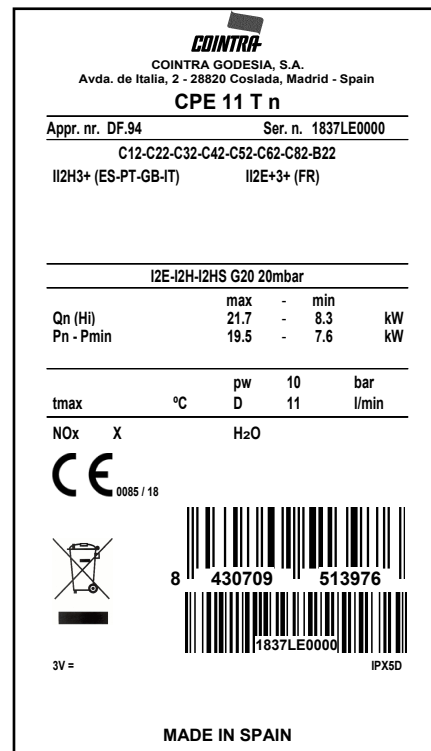 COINTRA
COINTRA GODESIA, S.A.
Avda. de Italia, 2 - 28820 Coslada, Madrid - Spain
CPE 11 T n
Appr. nr. DF.94 Ser. n. 1837LE0000
C12-C22-C32-C42-C52-C62-C82-B22
II2H3+ (ES-PT-GB-IT) II2E+3+ (FR)
I2E-I2H-I2HS G20 20mbar
max - min
Qn (Hi) 21.7 - 8.3 kW
Pn - Pmin 19.5 - 7.6 kW
pw 10 bar
tmax ºC D 11 l/min
NOx X H2O
CE 0085 / 18
8 430709 513976
1837LE0000
3V = IPX5D
MADE IN SPAIN